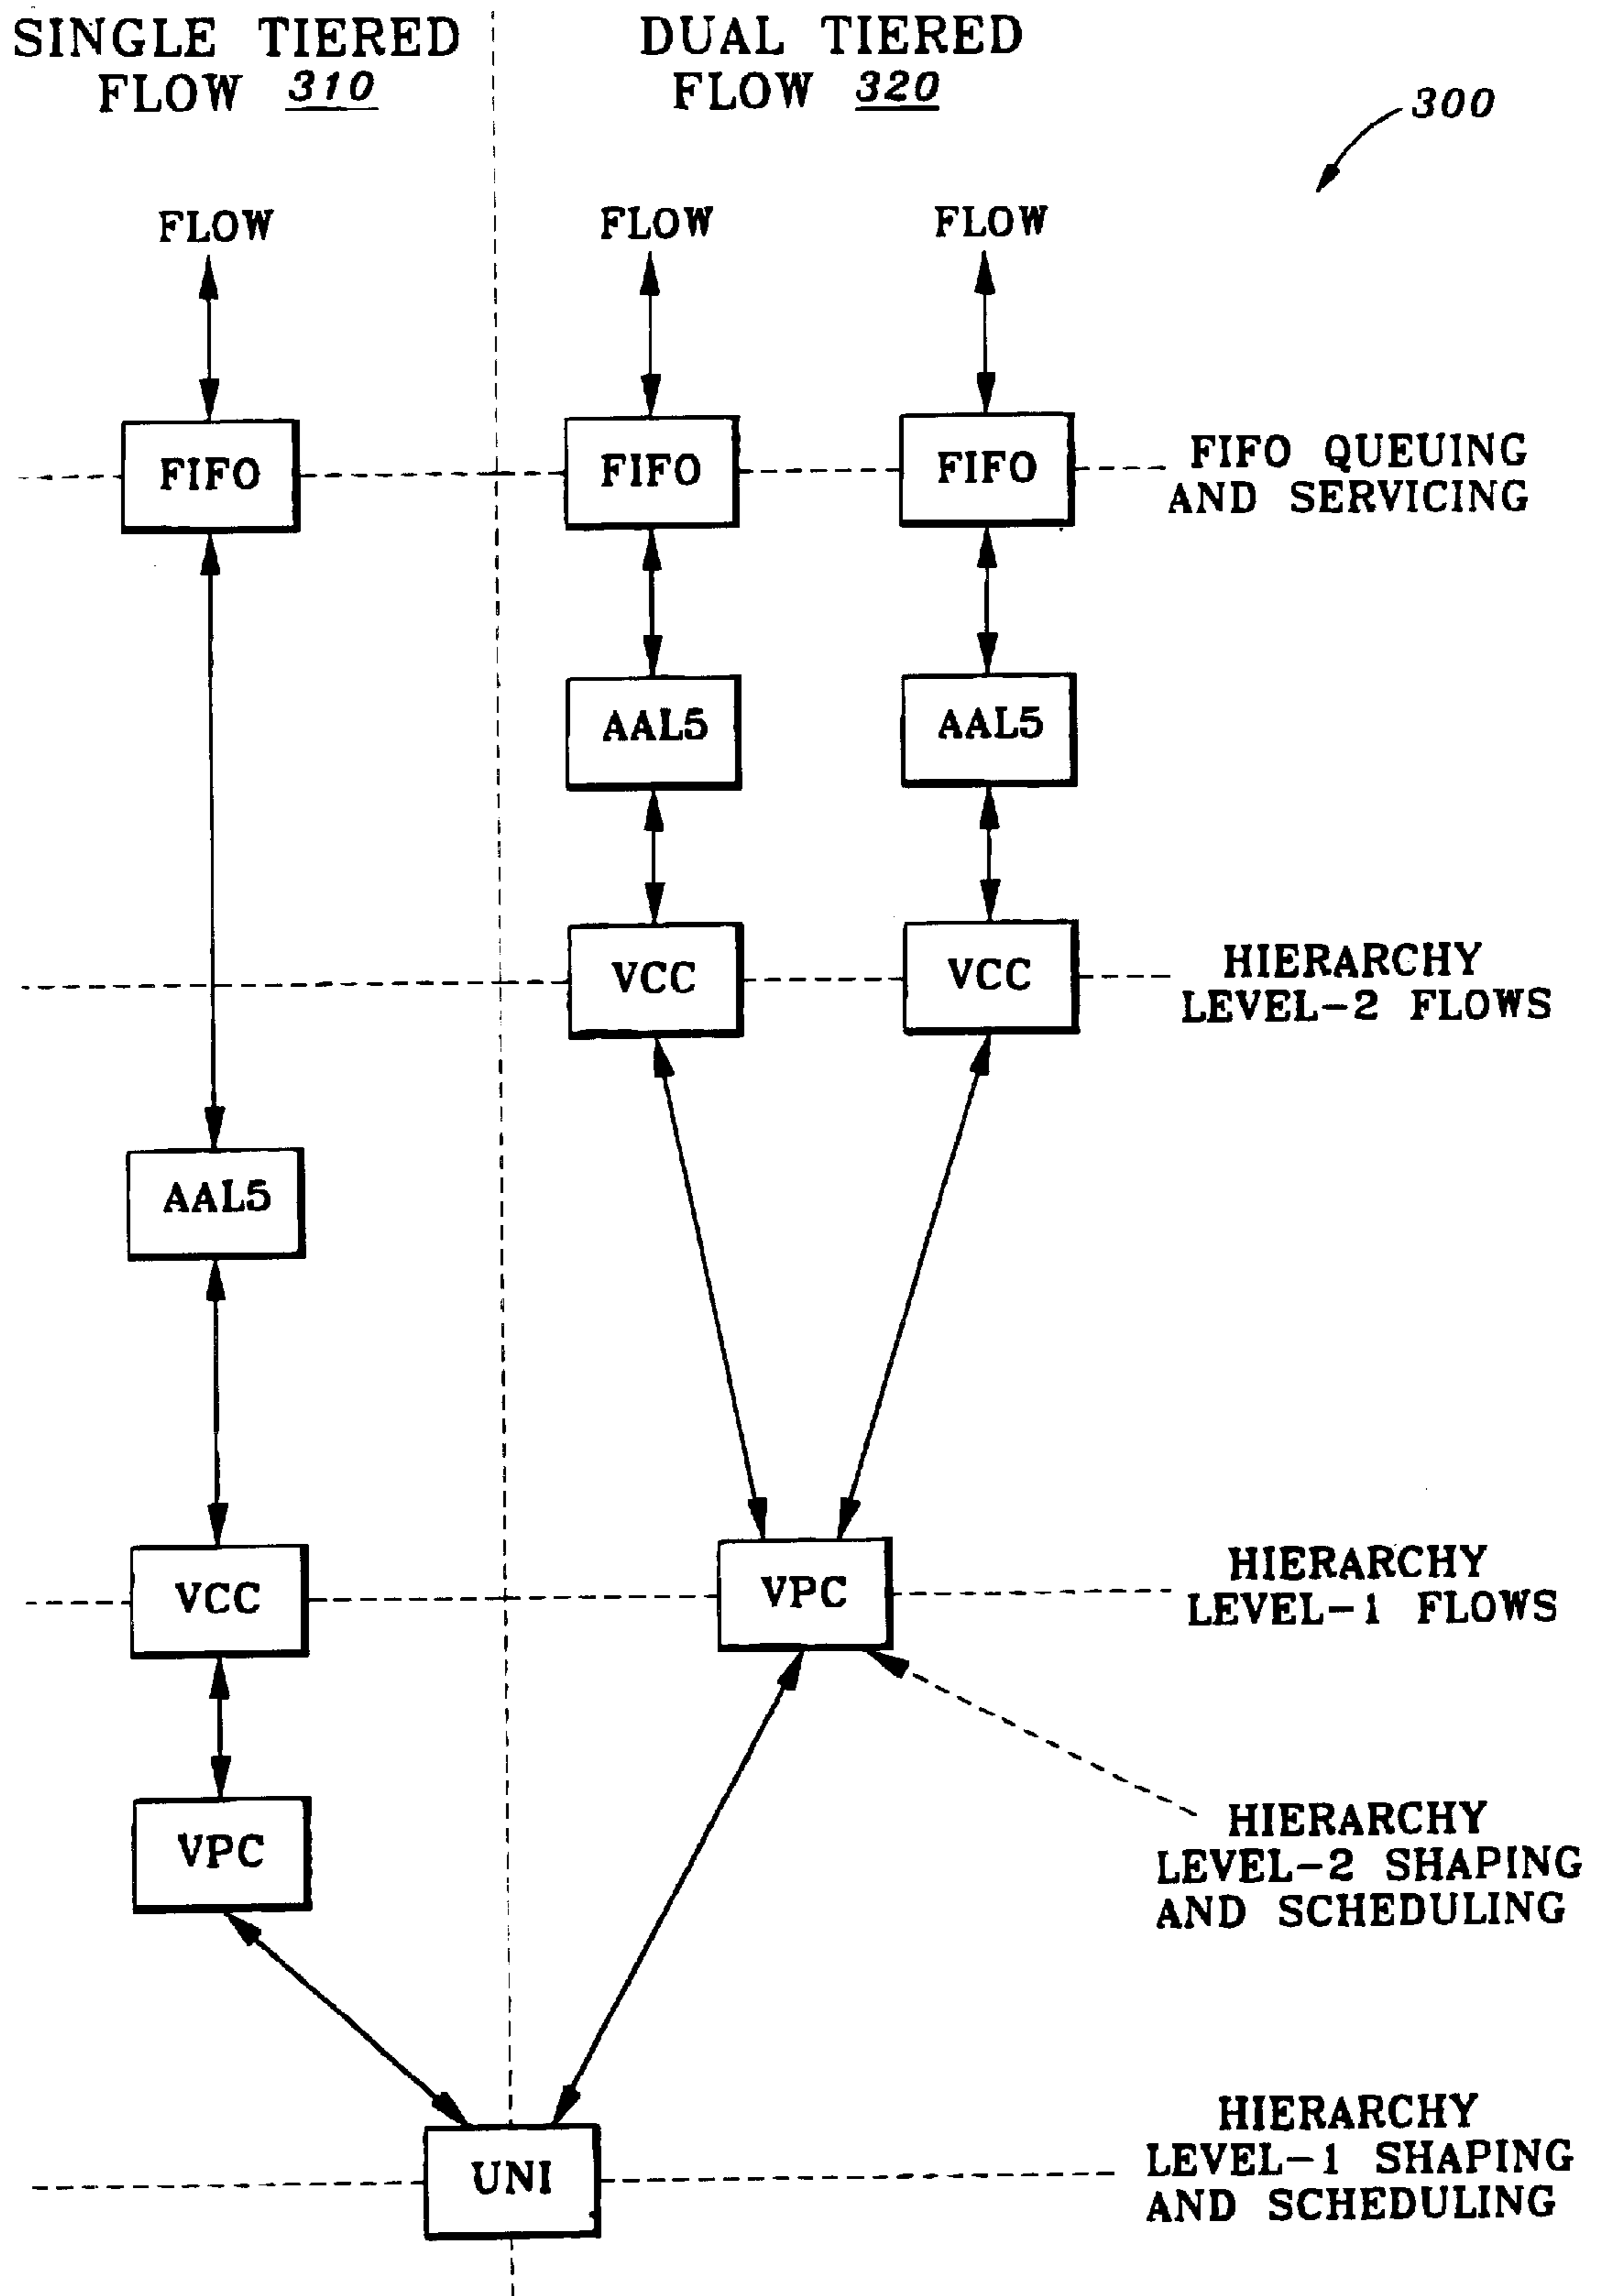 SINGLE TIERED
FLOW 310
DUAL TIERED
FLOW 320
300
FLOW
FLOW
FLOW
FIFO
FIFO
FIFO
FIFO QUEUING
AND SERVICING
AAL5
AAL5
VCC
VCC
HIERARCHY
LEVEL-2 FLOWS
AAL5
VCC
VPC
HIERARCHY
LEVEL-1 FLOWS
VPC
HIERARCHY
LEVEL-2 SHAPING
AND SCHEDULING
UNI
HIERARCHY
LEVEL-1 SHAPING
AND SCHEDULING